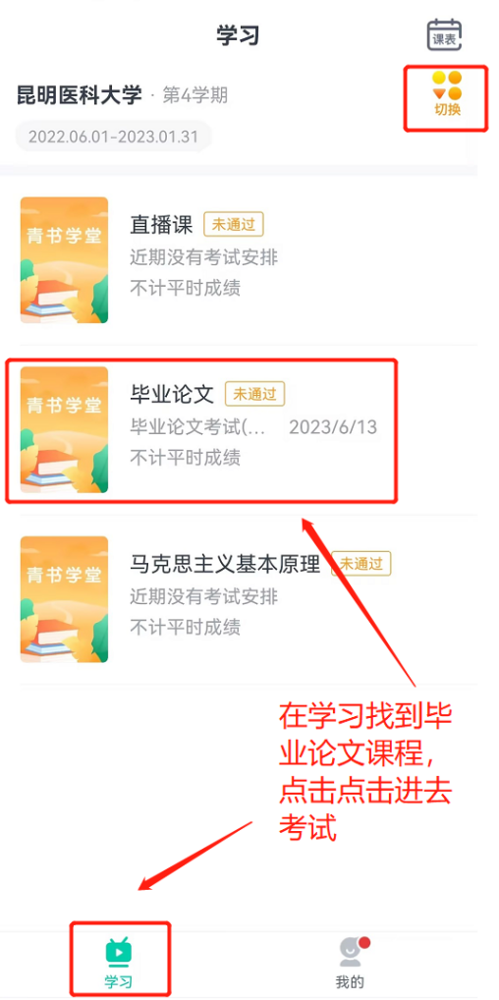 学习
课表
昆明医科大学 · 第4学期
切换
2022.06.01-2023.01.31
青书学堂
直播课 未通过
近期没有考试安排
不计平时成绩
青书学堂
毕业论文 未通过
毕业论文考试(... 2023/6/13
不计平时成绩
青书学堂
马克思主义基本原理 未通过
近期没有考试安排
不计平时成绩
在学习找到毕
业论文课程，
点击点击进去
考试
学习
我的